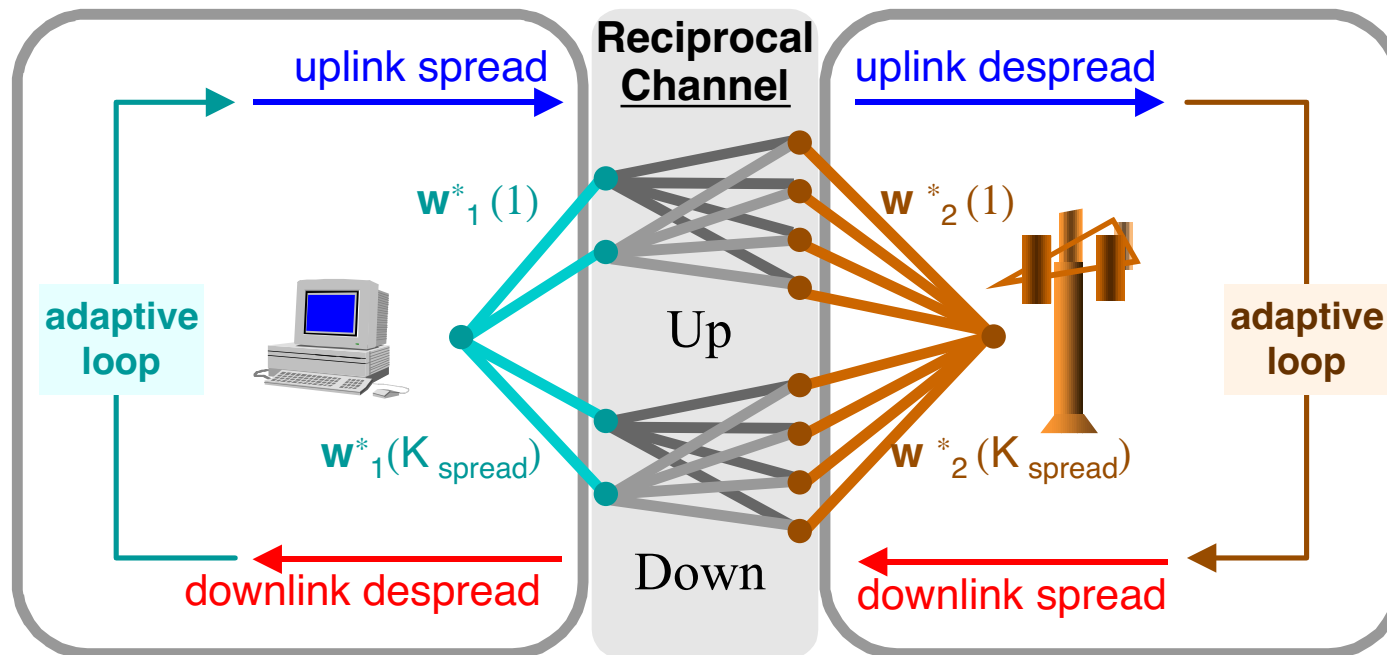 Reciprocal
Channel
uplink spread
uplink despread
w*1(1)
w*2(1)
adaptive
loop
Up
adaptive
loop
w*1(K spread)
w*2(K spread)
Down
downlink despread
downlink spread